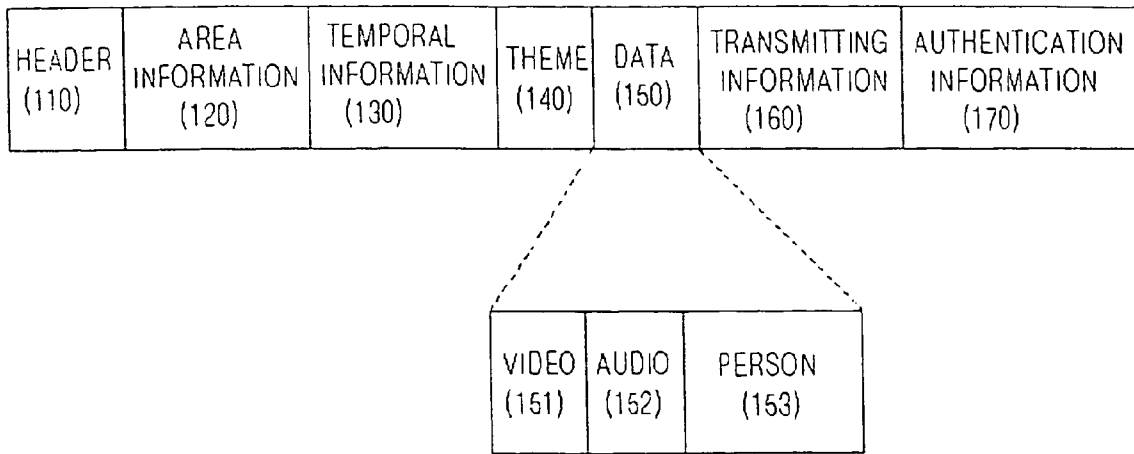 HEADER
(110)
AREA
INFORMATION
(120)
TEMPORAL
INFORMATION
(130)
THEME
(140)
DATA
(150)
TRANSMITTING
INFORMATION
(160)
AUTHENTICATION
INFORMATION
(170)
VIDEO
(151)
AUDIO
(152)
PERSON
(153)